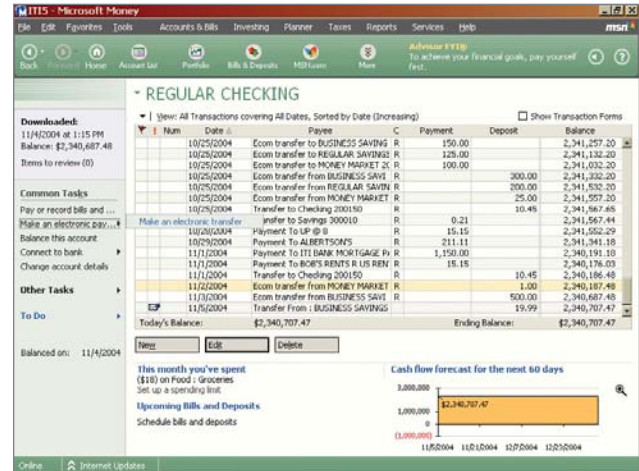 ITI5 - Microsoft Money
File Edit Favorites Tools Accounts & Bills Investing Planner Taxes Reports Services Help msn
Back Forward Home Account List Portfolio Bills & Deposits MSN More
Advisor FYI
To achieve your financial goals, pay yourself first.
REGULAR CHECKING
View: All Transactions covering All Dates, Sorted by Date (Increasing) Show Transaction Forms
! Num Date Payee C Payment Deposit Balance
10/25/2004 Ecom transfer to BUSINESS SAVING R 150.00 2,341,257.20
10/25/2004 Ecom transfer to REGULAR SAVINGS R 125.00 2,341,132.20
10/25/2004 Ecom transfer to MONEY MARKET 2( R 100.00 2,341,032.20
10/25/2004 Ecom transfer from BUSINESS SAVI R 300.00 2,341,332.20
10/25/2004 Ecom transfer from REGULAR SAVIN R 200.00 2,341,532.20
10/25/2004 Ecom transfer from MONEY MARKET R 25.00 2,341,557.20
10/25/2004 Transfer to Checking 200150 R 10.45 2,341,567.65
nsfer to Savings 300010 R 0.21 2,341,567.44
10/28/2004 Payment To UP @ 8 R 15.15 2,341,552.29
10/29/2004 Payment To ALBERTSON'S R 211.11 2,341,341.18
11/1/2004 Payment To ITI BANK MORTGAGE R 1,150.00 2,340,191.18
11/1/2004 Payment To BOB'S RENTS R US REN R 15.15 2,340,176.03
11/1/2004 Transfer to Checking 200150 R 10.45 2,340,186.48
11/2/2004 Ecom transfer from MONEY MARKET R 1.00 2,340,187.48
11/3/2004 Ecom transfer from BUSINESS SAVI R 500.00 2,340,687.48
11/5/2004 Transfer From : BUSINESS SAVINGS 19.99 2,340,707.47
Today's Balance: $2,340,707.47 Ending Balance: $2,340,707.47
New Edit Delete
Downloaded:
11/4/2004 at 1:15 PM
Balance: $2,340,687.48
Items to review (0)
Common Tasks
Pay or record bills and ...
Make an electronic pay...
Make an electronic transfer
Balance this account
Connect to bank
Change account details
Other Tasks
To Do
Balanced on: 11/4/2004
This month you've spent
($18) on Food : Groceries
Set up a spending limit
Upcoming Bills and Deposits
Schedule bills and deposits
Cash flow forecast for the next 60 days
3,000,000
$2,340,707.47
1,000,000
0
(1,000,000)
11/5/2004 11/21/2004 12/7/2004 12/23/2004
Online Internet Updates